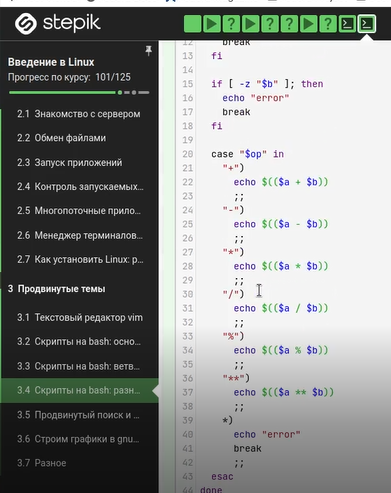 stepik
Введение в Linux
Прогресс по курсу: 101/125
2.1 Знакомство с сервером
2.2 Обмен файлами
2.3 Запуск приложений
2.4 Контроль запускаемых...
2.5 Многопоточные прило...
2.6 Менеджер терминалов...
2.7 Как установить Linux: р...
3 Продвинутые темы
3.1 Текстовый редактор vim
3.2 Скрипты на bash: осно...
3.3 Скрипты на bash: ветв...
3.4 Скрипты на bash: разн...
3.5 Продвинутый поиск и ...
3.6 Строим графики в gnu...
3.7 Разное
12 break
13 fi
14
15 if [ -z "$b" ]; then
16 echo "error"
17 break
18 fi
19
20 case "$op" in
21 "+")
22 echo $(($a + $b))
23 ;;
24 "-")
25 echo $(($a - $b))
26 ;;
27 "*")
28 echo $(($a * $b))
29 ;;
30 "/")
31 echo $(($a / $b))
32 ;;
33 "%")
34 echo $(($a % $b))
35 ;;
36 "**")
37 echo $(($a ** $b))
38 ;;
39 *)
40 echo "error"
41 break
42 ;;
43 esac
44 done